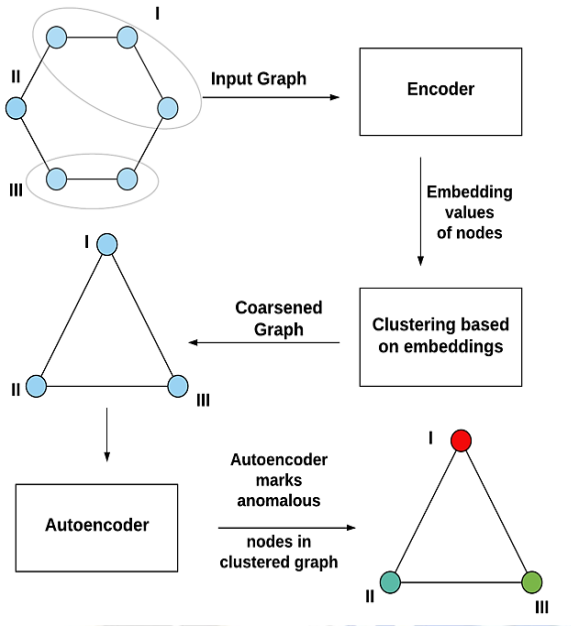 I
II
III
Input Graph
Encoder
Embedding
values
of nodes
Clustering based
on embeddings
Coarsened
Graph
I
II
III
Autoencoder
Autoencoder
marks
anomalous
nodes in
clustered graph
I
II
III